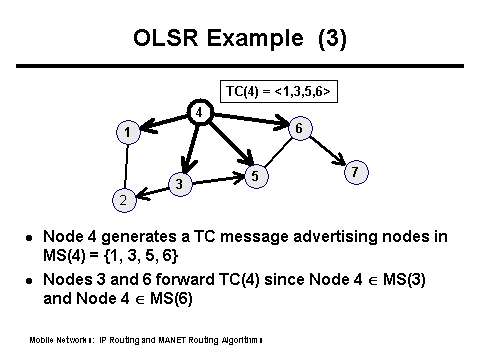 OLSR Example (3)
TC(4) = <1,3,5,6>
4
1
6
3
5
7
2
● Node 4 generates a TC message advertising nodes in
MS(4) = {1, 3, 5, 6}
● Nodes 3 and 6 forward TC(4) since Node 4 ∈ MS(3)
and Node 4 ∈ MS(6)
Mobile Networks: IP Routing and MANET Routing Algorithms